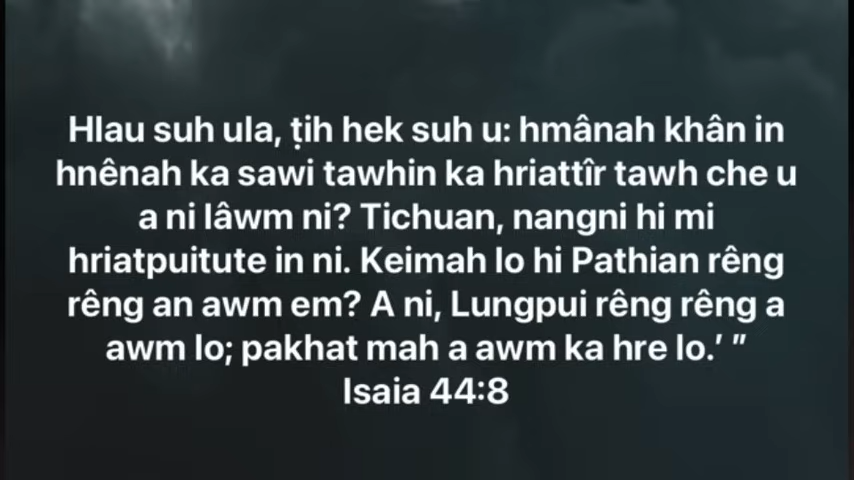 Hlau suh ula, ṭih hek suh u: hmânah khân in
hnênah ka sawi tawhin ka hriattîr tawh che u
a ni lâwm ni? Tichuan, nangni hi mi
hriatpuitute in ni. Keimah lo hi Pathian rêng
rêng an awm em? A ni, Lungpui rêng rêng a
awm lo; pakhat mah a awm ka hre lo.’ ”
Isaia 44:8